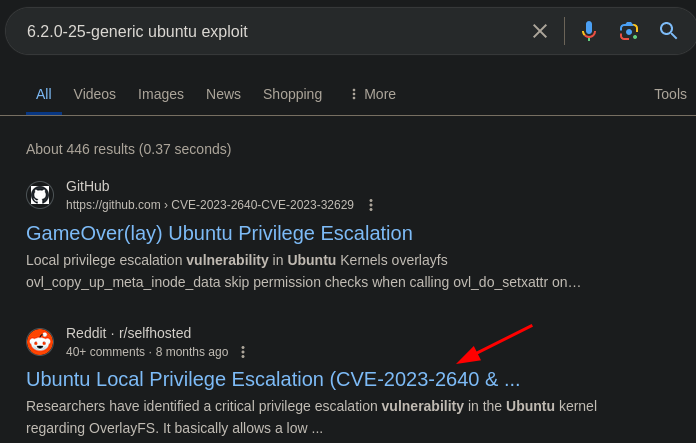 6.2.0-25-generic ubuntu exploit
All Videos Images News Shopping More Tools
About 446 results (0.37 seconds)
GitHub
https://github.com › CVE-2023-2640-CVE-2023-32629
GameOver(lay) Ubuntu Privilege Escalation
Local privilege escalation vulnerability in Ubuntu Kernels overlayfs
ovl_copy_up_meta_inode_data skip permission checks when calling ovl_do_setxattr on…
Reddit · r/selfhosted
40+ comments · 8 months ago
Ubuntu Local Privilege Escalation (CVE-2023-2640 & ...
Researchers have identified a critical privilege escalation vulnerability in the Ubuntu kernel
regarding OverlayFS. It basically allows a low ...